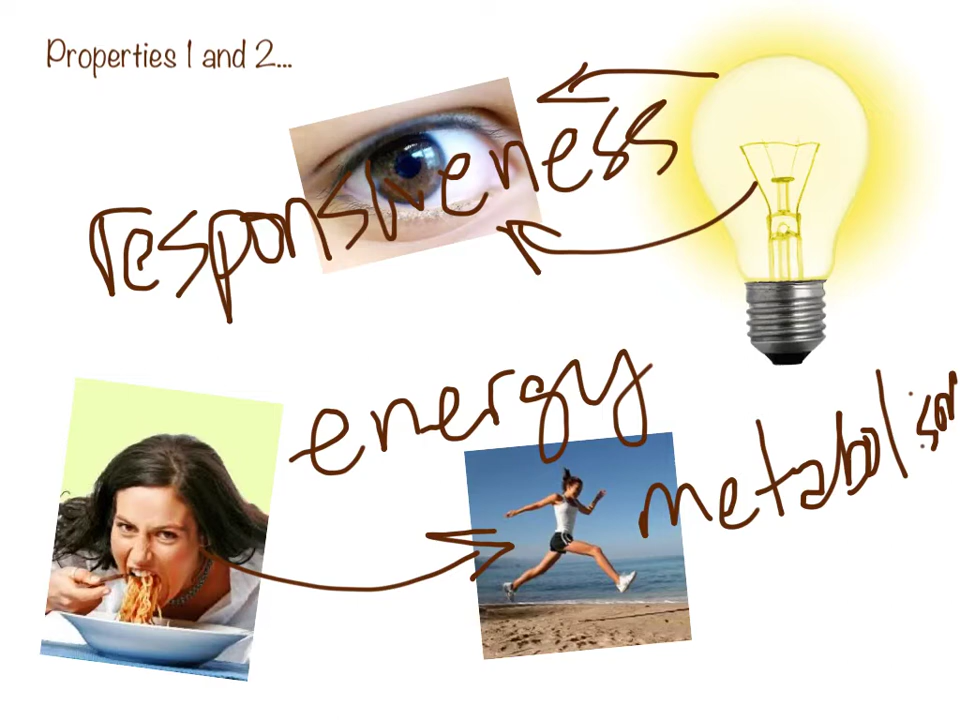 Properties 1 and 2...
responsiveness
energy
metabolism